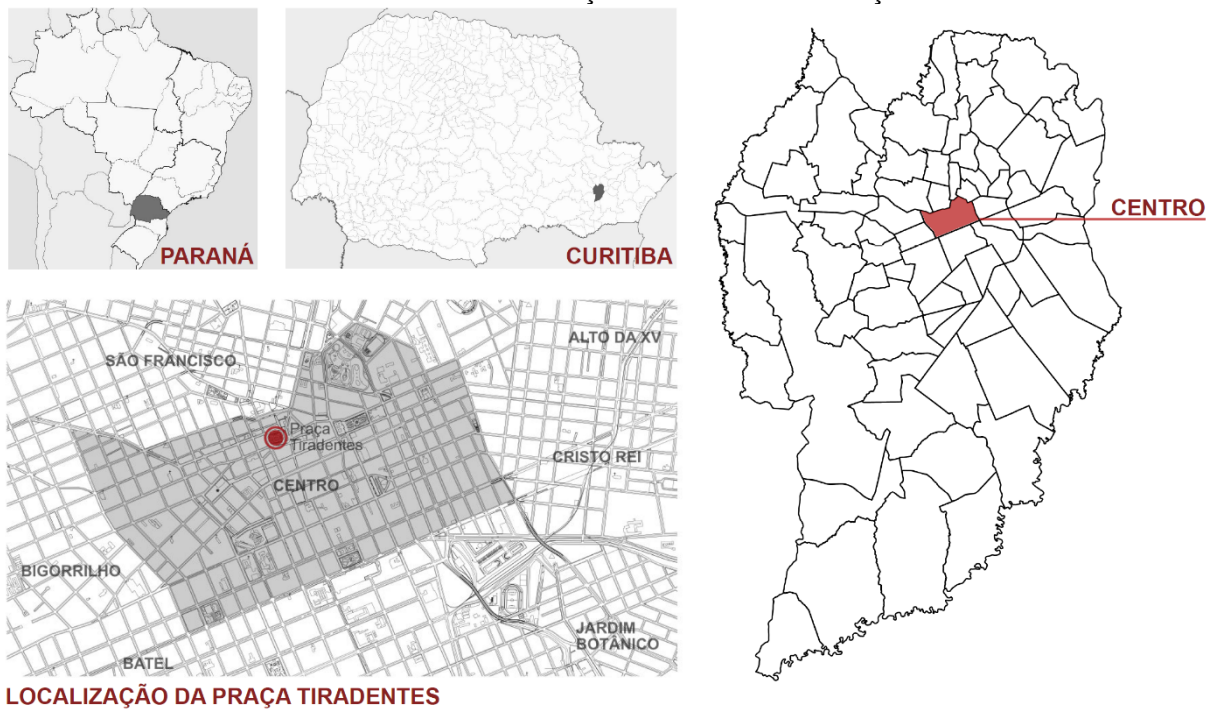 PARANÁ
CURITIBA
CENTRO
SÃO FRANCISCO
ALTO DA XV
Praça
Tiradentes
CENTRO
CRISTO REI
BIGORRILHO
JARDIM
BOTÂNICO
BATEL
LOCALIZAÇÃO DA PRAÇA TIRADENTES